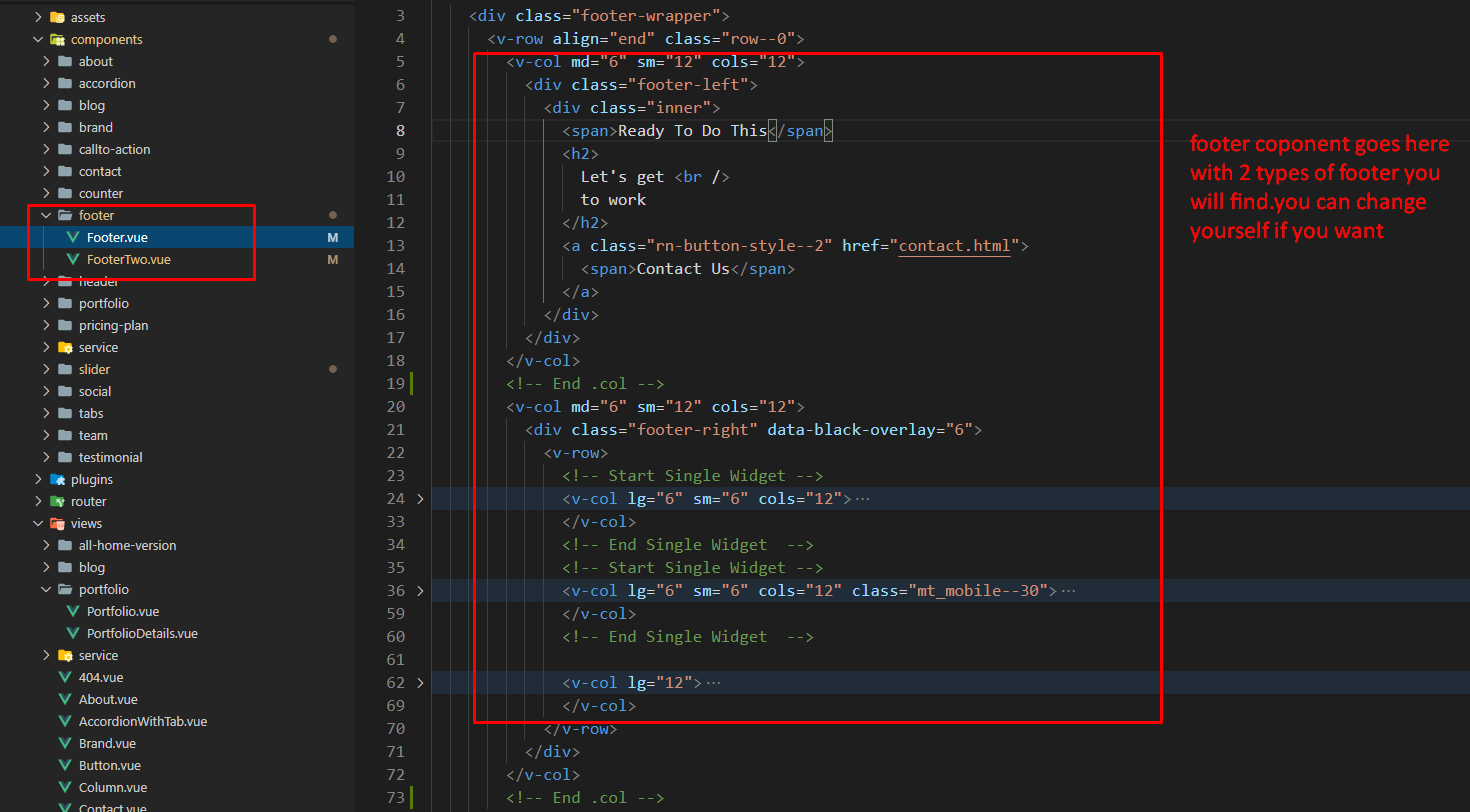 assets
components
about
accordion
blog
brand
callto-action
contact
counter
footer
Footer.vue M
FooterTwo.vue M
header
portfolio
pricing-plan
service
slider
social
tabs
team
testimonial
plugins
router
views
all-home-version
blog
portfolio
Portfolio.vue
PortfolioDetails.vue
service
404.vue
About.vue
AccordionWithTab.vue
Brand.vue
Button.vue
Column.vue
Contact.vue
3 <div class="footer-wrapper">
4 <v-row align="end" class="row--0">
5 <v-col md="6" sm="12" cols="12">
6 <div class="footer-left">
7 <div class="inner">
8 <span>Ready To Do This</span>
9 <h2>
10 Let's get <br />
11 to work
12 </h2>
13 <a class="rn-button-style--2" href="contact.html">
14 <span>Contact Us</span>
15 </a>
16 </div>
17 </div>
18 </v-col>
19 <!-- End .col -->
20 <v-col md="6" sm="12" cols="12">
21 <div class="footer-right" data-black-overlay="6">
22 <v-row>
23 <!-- Start Single Widget -->
24 <v-col lg="6" sm="6" cols="12">···
33 </v-col>
34 <!-- End Single Widget  -->
35 <!-- Start Single Widget -->
36 <v-col lg="6" sm="6" cols="12" class="mt_mobile--30">···
59 </v-col>
60 <!-- End Single Widget  -->
61
62 <v-col lg="12">···
69 </v-col>
70 </v-row>
71 </div>
72 </v-col>
73 <!-- End .col -->
footer coponent goes here
with 2 types of footer you
will find.you can change
yourself if you want